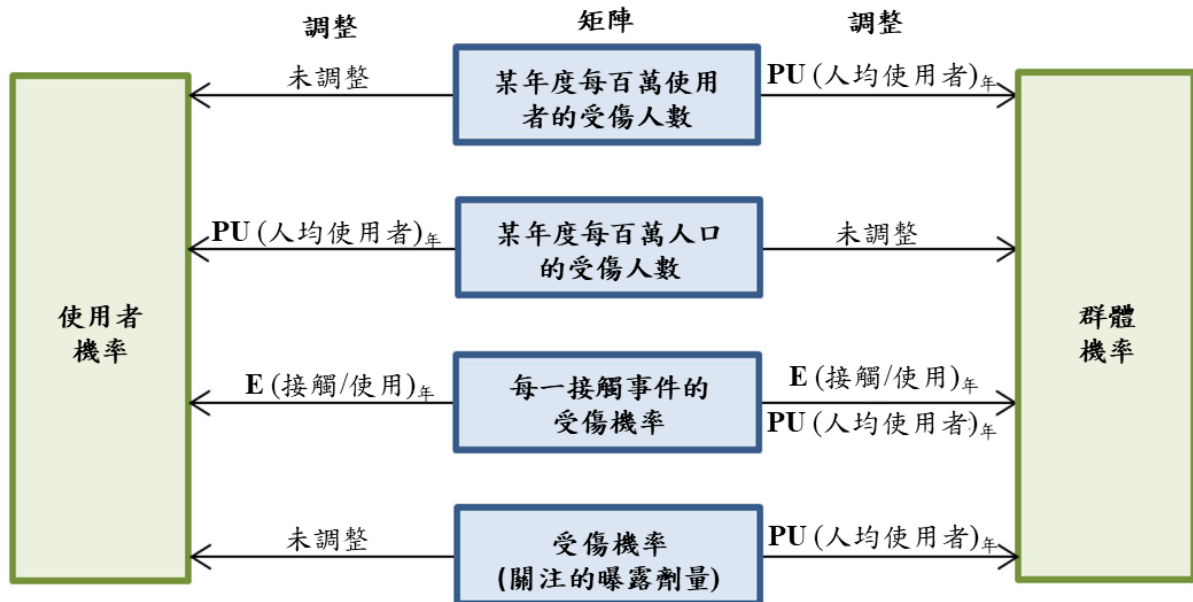 調整
矩陣
調整
未調整
某年度每百萬使用
者的受傷人數
PU (人均使用者)年
PU (人均使用者)年
某年度每百萬人口
的受傷人數
未調整
使用者
機率
群體
機率
E (接觸/使用)年
每一接觸事件的
受傷機率
E (接觸/使用)年
PU (人均使用者)年
未調整
受傷機率
(關注的曝露劑量)
PU (人均使用者)年